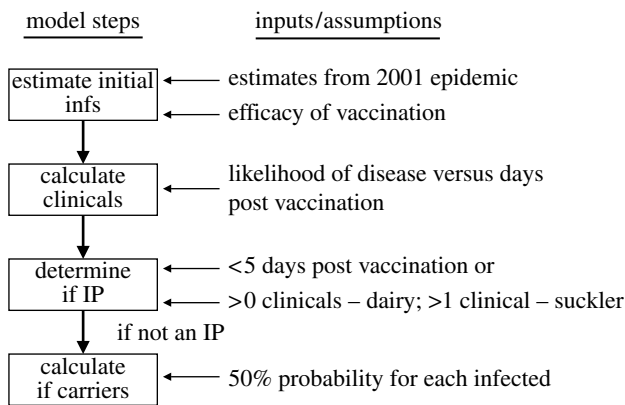 model steps
inputs/assumptions
estimate initial
infs
estimates from 2001 epidemic
efficacy of vaccination
calculate
clinicals
likelihood of disease versus days
post vaccination
determine
if IP
<5 days post vaccination or
>0 clinicals – dairy; >1 clinical – suckler
if not an IP
calculate
if carriers
50% probability for each infected